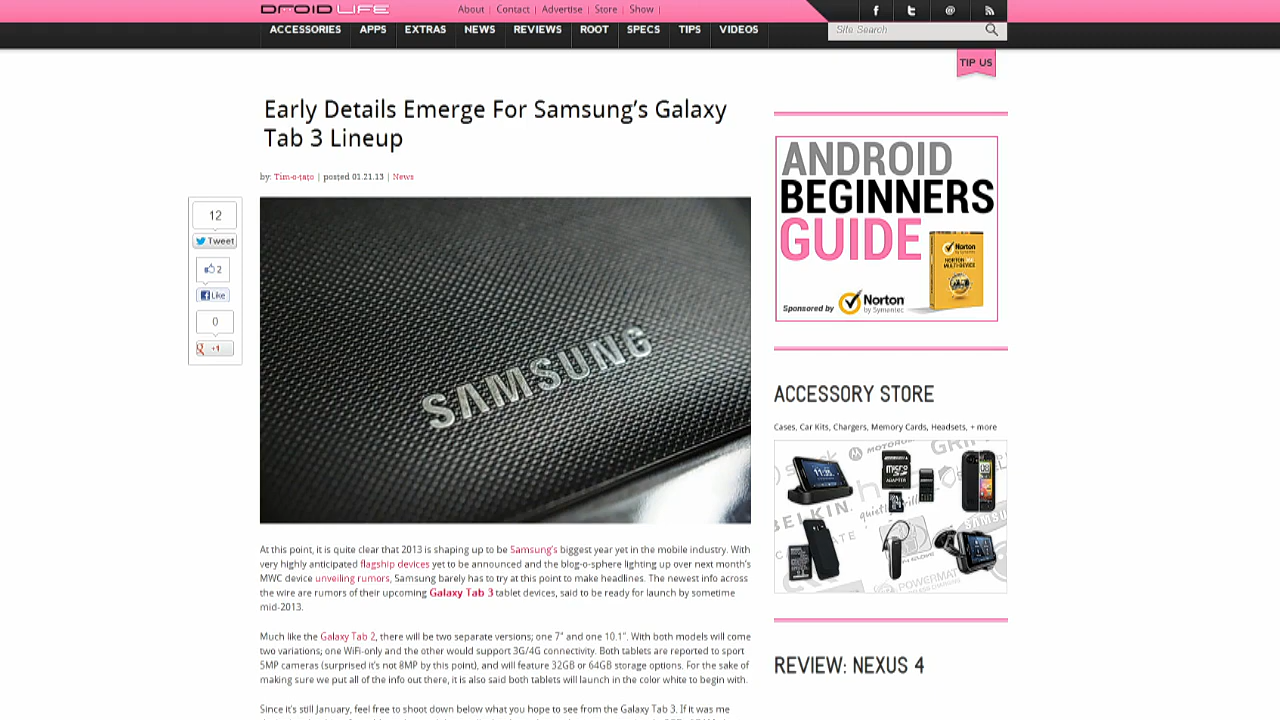 DROID LIFE
About | Contact | Advertise | Store | Show |
ACCESSORIES APPS EXTRAS NEWS REVIEWS ROOT SPECS TIPS VIDEOS
Site Search
TIP US
Early Details Emerge For Samsung's Galaxy
Tab 3 Lineup
by: Tim-o-tato | posted 01.21.13 | News
12
Tweet
2
Like
0
+1
SAMSUNG
At this point, it is quite clear that 2013 is shaping up to be Samsung's biggest year yet in the mobile industry. With
very highly anticipated flagship devices yet to be announced and the blog-o-sphere lighting up over next month's
MWC device unveiling rumors, Samsung barely has to try at this point to make headlines. The newest info across
the wire are rumors of their upcoming Galaxy Tab 3 tablet devices, said to be ready for launch by sometime
mid-2013.
Much like the Galaxy Tab 2, there will be two separate versions; one 7" and one 10.1". With both models will come
two variations; one WiFi-only and the other would support 3G/4G connectivity. Both tablets are reported to sport
5MP cameras (surprised it's not 8MP by this point), and will feature 32GB or 64GB storage options. For the sake of
making sure we put all of the info out there, it is also said both tablets will launch in the color white to begin with.
Since it's still January, feel free to shoot down below what you hope to see from the Galaxy Tab 3. If it was me
ANDROID
BEGINNERS
GUIDE
Norton
Sponsored by Norton
by Symantec
ACCESSORY STORE
Cases, Car Kits, Chargers, Memory Cards, Headsets, + more
MOTOROLA
micro SD
ADAPTER
BELKIN
SAMSUNG
POWERMAT
REVIEW: NEXUS 4